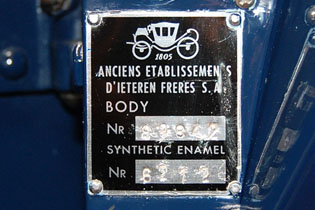 1805
ANCIENS ETABLISSEMENTS
D'IETEREN FRERES S.A.
BODY
Nr
SYNTHETIC ENAMEL
Nr